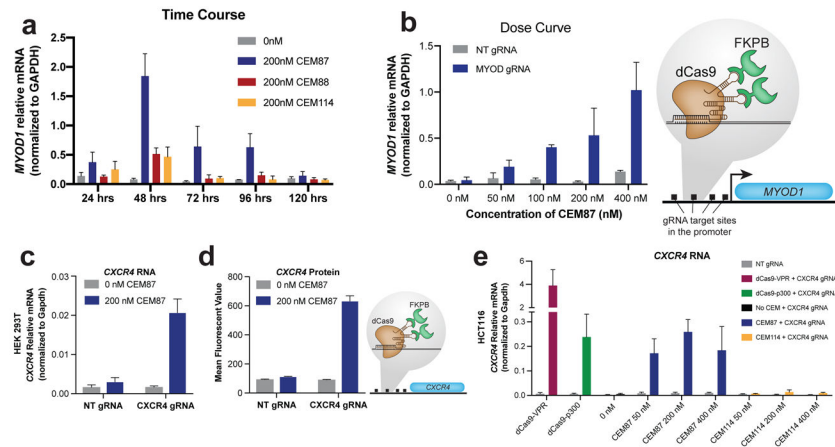 a
Time Course
MYOD1 relative mRNA
(normalized to GAPDH)
2.5
2.0
1.5
1.0
0.5
0.0
0nM
200nM CEM87
200nM CEM88
200nM CEM114
24 hrs 48 hrs 72 hrs 96 hrs 120 hrs
b
Dose Curve
MYOD1 relative mRNA
(normalized to GAPDH)
2.0
1.5
1.0
0.5
0.0
NT gRNA
MYOD gRNA
0 nM 50 nM 100 nM 200 nM 400 nM
Concentration of CEM87 (nM)
FKPB
dCas9
MYOD1
gRNA target sites
in the promoter
c
CXCR4 RNA
HEK 293T
CXCR4 Relative mRNA
(normalized to Gapdh)
0.03
0.02
0.01
0.00
0 nM CEM87
200 nM CEM87
NT gRNA CXCR4 gRNA
d
CXCR4 Protein
Mean Fluorescent Value
800
600
400
200
0
0 nM CEM87
200 nM CEM87
NT gRNA CXCR4 gRNA
FKPB
dCas9
CXCR4
e
CXCR4 RNA
HCT116
CXCR4 Relative mRNA
(normalized to Gapdh)
6
4
2
0.4
0.3
0.2
0.1
0.0
NT gRNA
dCas9-VPR + CXCR4 gRNA
dCas9-p300 + CXCR4 gRNA
No CEM + CXCR4 gRNA
CEM87 + CXCR4 gRNA
CEM114 + CXCR4 gRNA
dCas9-VPR
dCas9-p300
0 nM
CEM87 50 nM
CEM87 200 nM
CEM87 400 nM
CEM114 50 nM
CEM114 200 nM
CEM114 400 nM